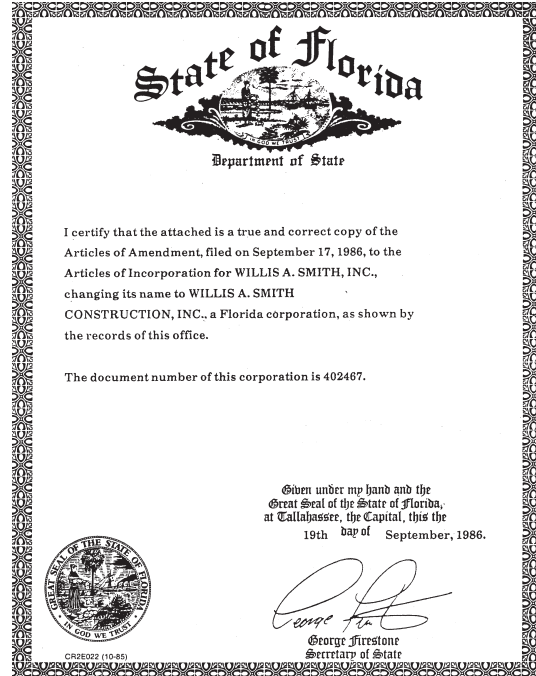 State of Florida
IN GOD WE TRUST
Department of State
I certify that the attached is a true and correct copy of the
Articles of Amendment, filed on September 17, 1986, to the
Articles of Incorporation for WILLIS A. SMITH, INC.,
changing its name to WILLIS A. SMITH
CONSTRUCTION, INC., a Florida corporation, as shown by
the records of this office.
The document number of this corporation is 402467.
Given under my hand and the
Great Seal of the State of Florida,
at Tallahassee, the Capital, this the
19th day of September, 1986.
GREAT SEAL OF THE STATE OF FLORIDA
IN GOD WE TRUST
George Firestone
George Firestone
Secretary of State
CR2E022 (10-85)